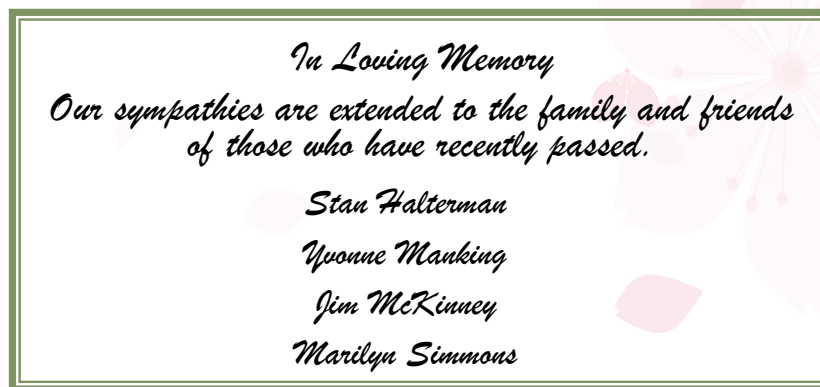 In Loving Memory
Our sympathies are extended to the family and friends
of those who have recently passed.
Stan Halterman
Yvonne Manking
Jim McKinney
Marilyn Simmons